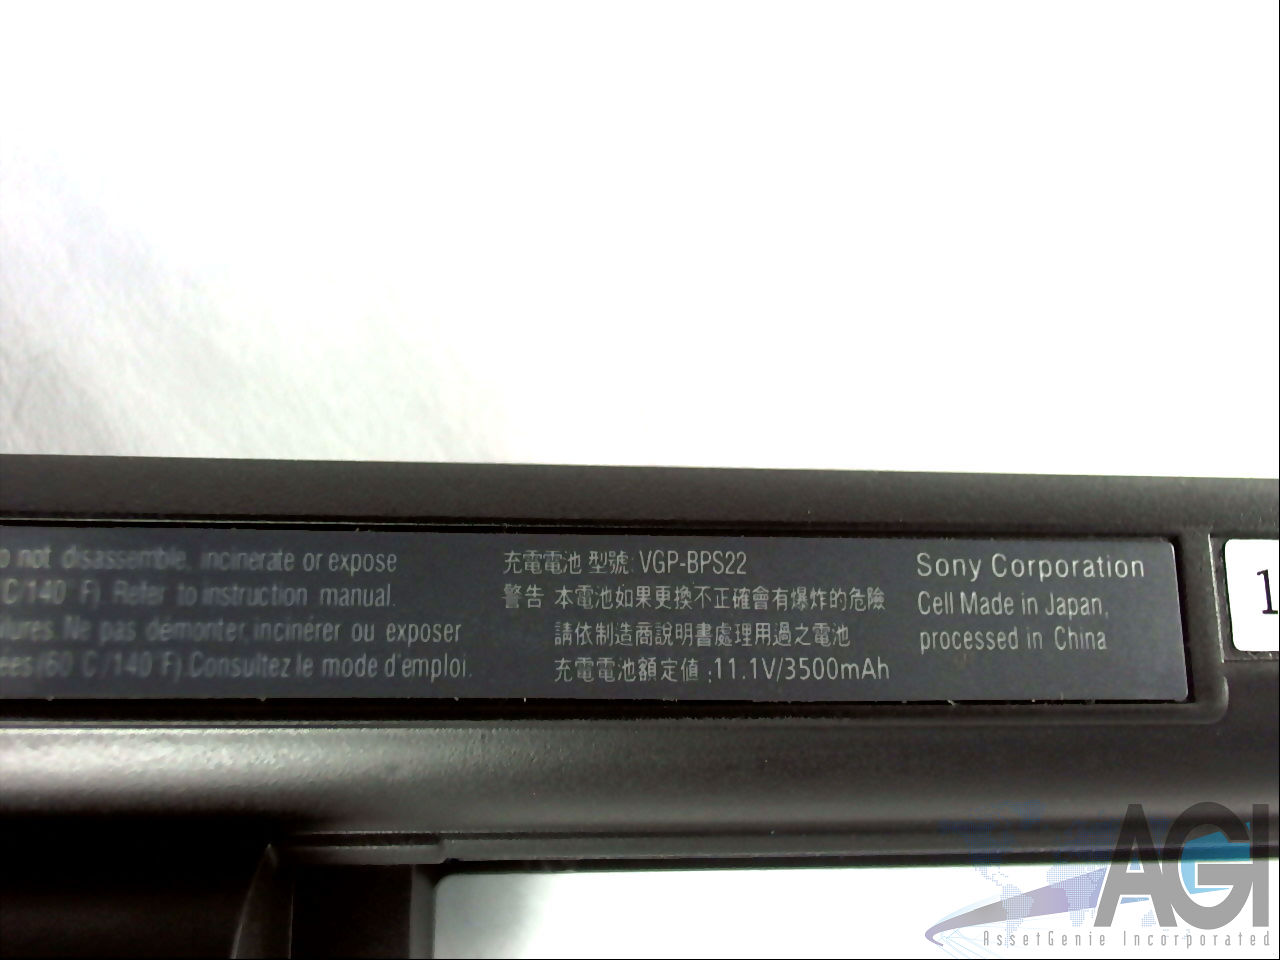 o not disassemble, incinerate or expose
C/140° F). Refer to instruction manual.
lures. Ne pas démonter, incinérer ou exposer
ees (60°C /140°F). Consultez le mode d'emploi.
充電電池 型號: VGP-BPS22
警告 本電池如果更換不正確會有爆炸的危險
請依制造商說明書處理用過之電池
充電電池額定值 :11.1V/3500mAh
Sony Corporation
Cell Made in Japan,
processed in China
1
AGI
AssetGenie Incorporated